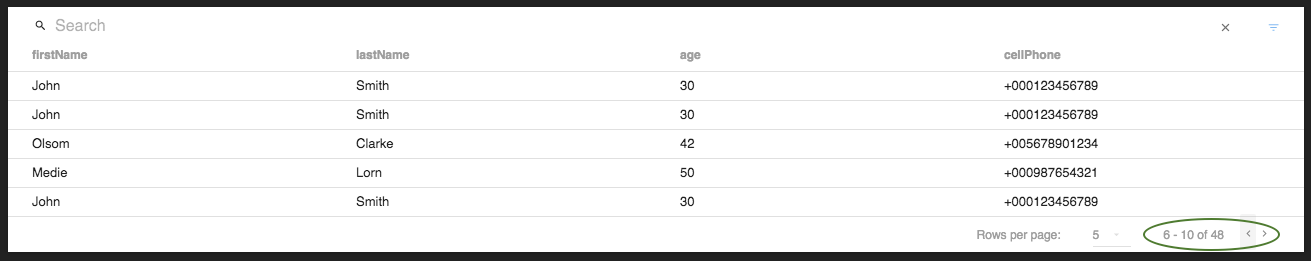 Search
firstName lastName age cellPhone
John Smith 30 +000123456789
John Smith 30 +000123456789
Olsom Clarke 42 +005678901234
Medie Lorn 50 +000987654321
John Smith 30 +000123456789
Rows per page: 5 6 - 10 of 48